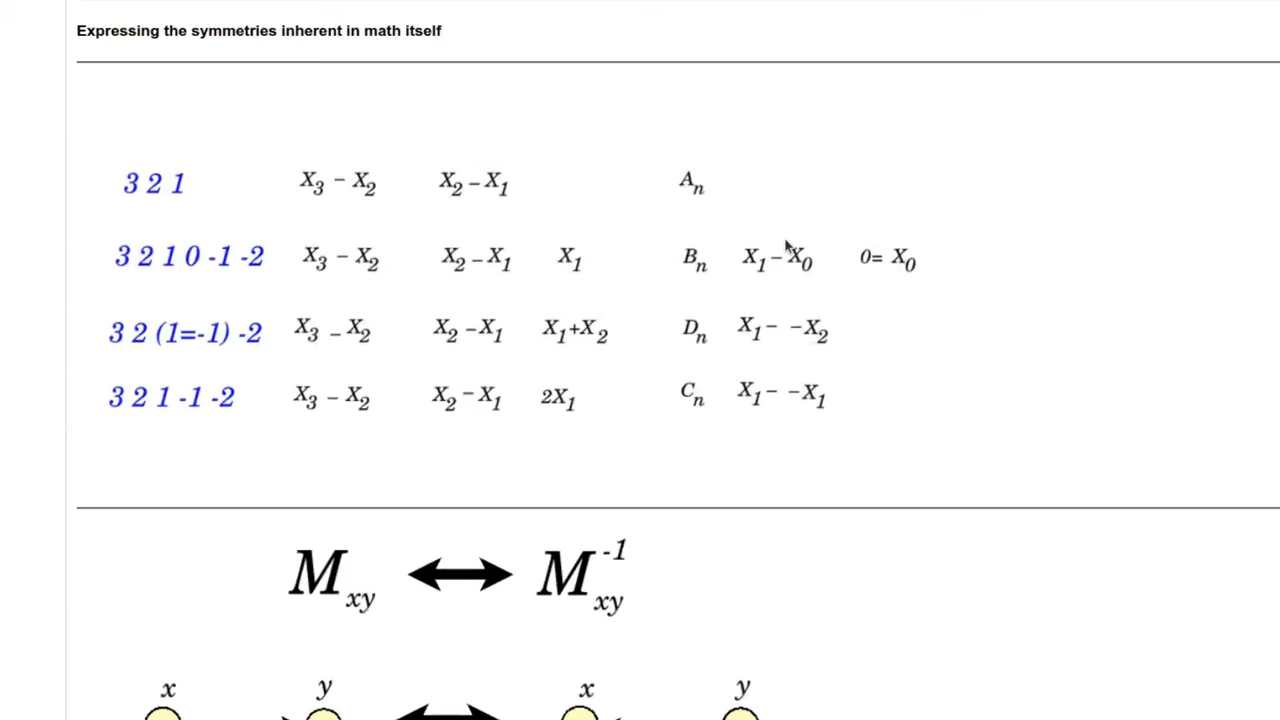 Expressing the symmetries inherent in math itself
3 2 1 X₃ − X₂ X₂ − X₁ Aₙ
3 2 1 0 -1 -2 X₃ − X₂ X₂ − X₁ X₁ Bₙ X₁ − X₀ 0= X₀
3 2 (1=-1) -2 X₃ − X₂ X₂ − X₁ X₁+X₂ Dₙ X₁ − −X₂
3 2 1 -1 -2 X₃ − X₂ X₂ − X₁ 2X₁ Cₙ X₁ − −X₁
M_xy M_xy^-1
x y x y